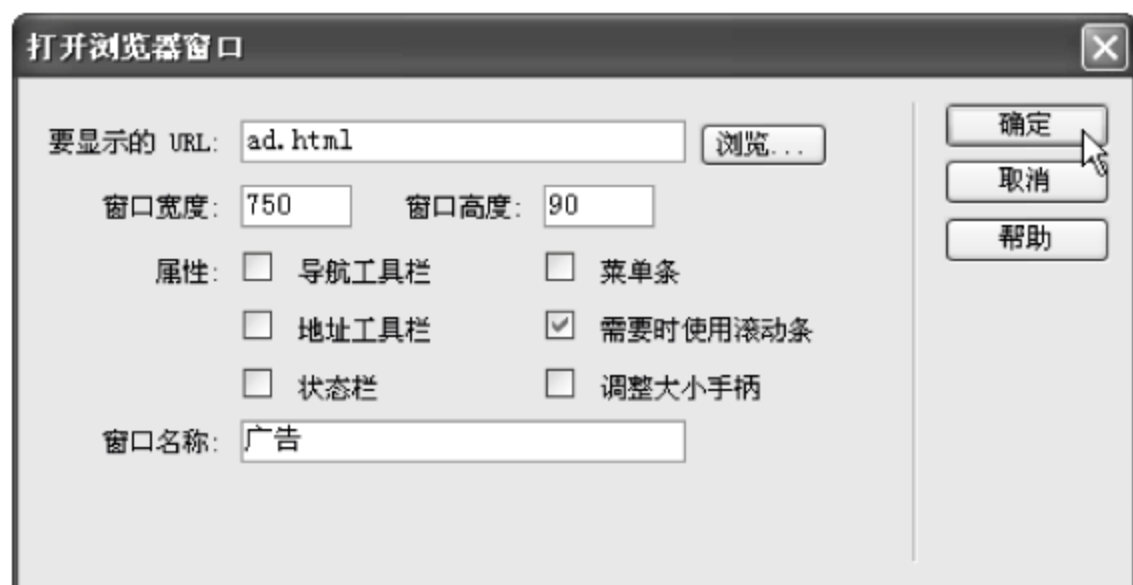 打开浏览器窗口
要显示的 URL: ad.html 浏览... 确定
取消
窗口宽度: 750 窗口高度: 90
帮助
属性: 导航工具栏 菜单条
地址工具栏 需要时使用滚动条
状态栏 调整大小手柄
窗口名称: 广告